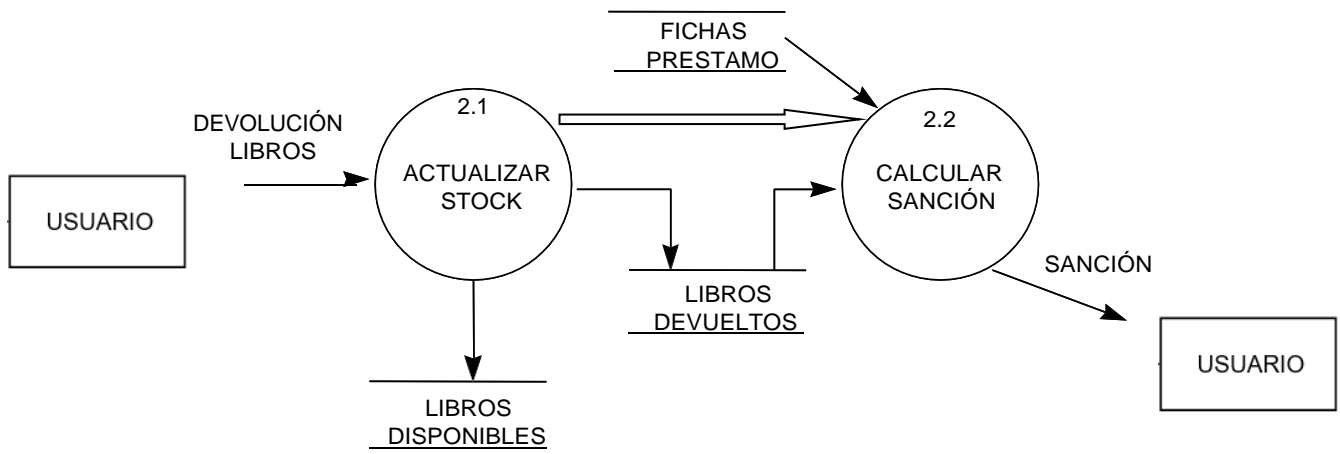 FICHAS
PRESTAMO
2.1
2.2
DEVOLUCIÓN
LIBROS
ACTUALIZAR
STOCK
CALCULAR
SANCIÓN
USUARIO
SANCIÓN
LIBROS
DEVUELTOS
USUARIO
LIBROS
DISPONIBLES